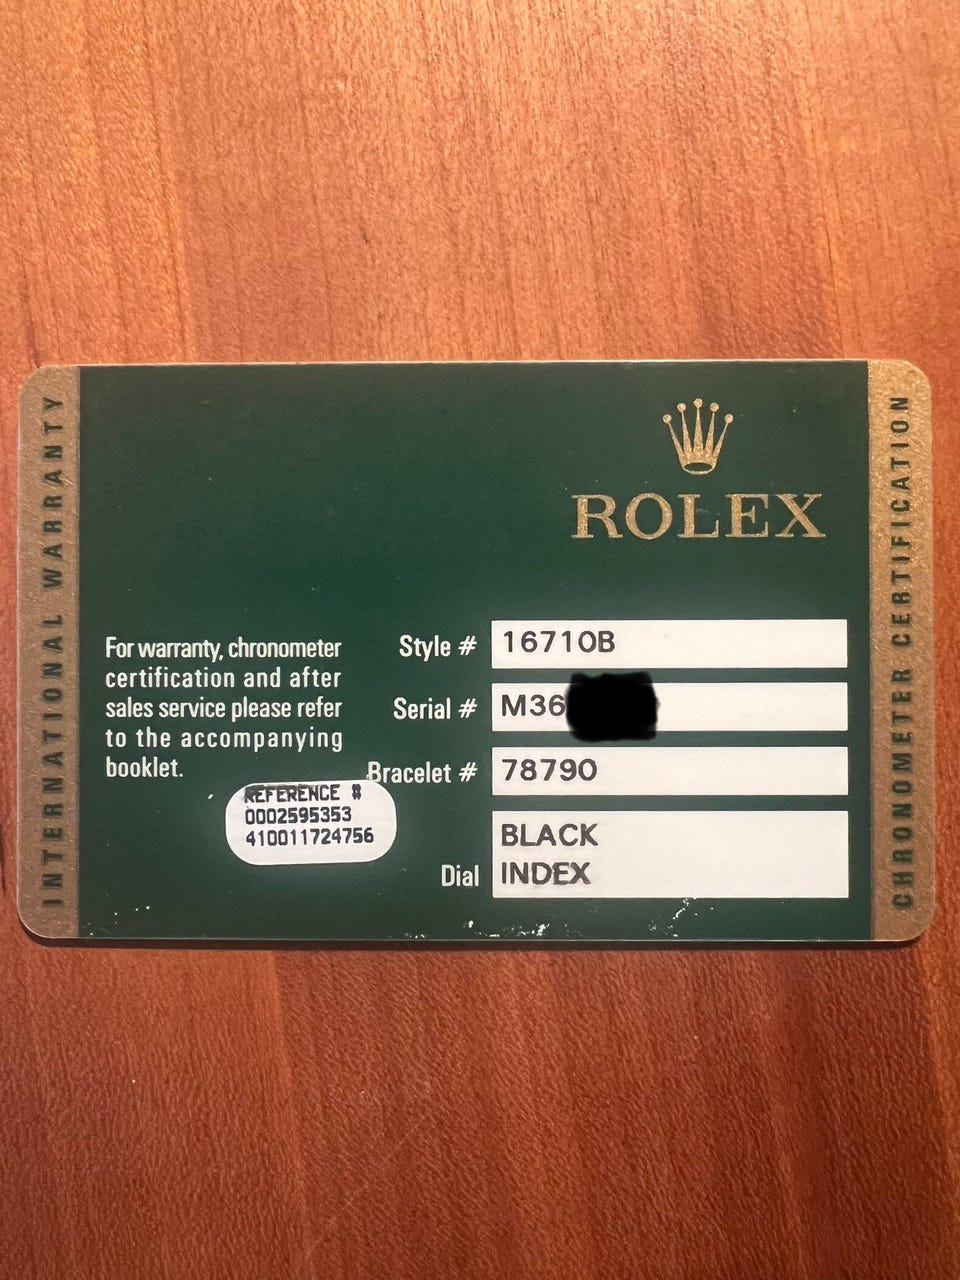 INTERNATIONAL WARRANTY
ROLEX
For warranty, chronometer
certification and after
sales service please refer
to the accompanying
booklet.
Style # 16710B
Serial # M36
Bracelet # 78790
Dial BLACK
INDEX
REFERENCE #
0002595353
410011724756
CHRONOMETER CERTIFICATION